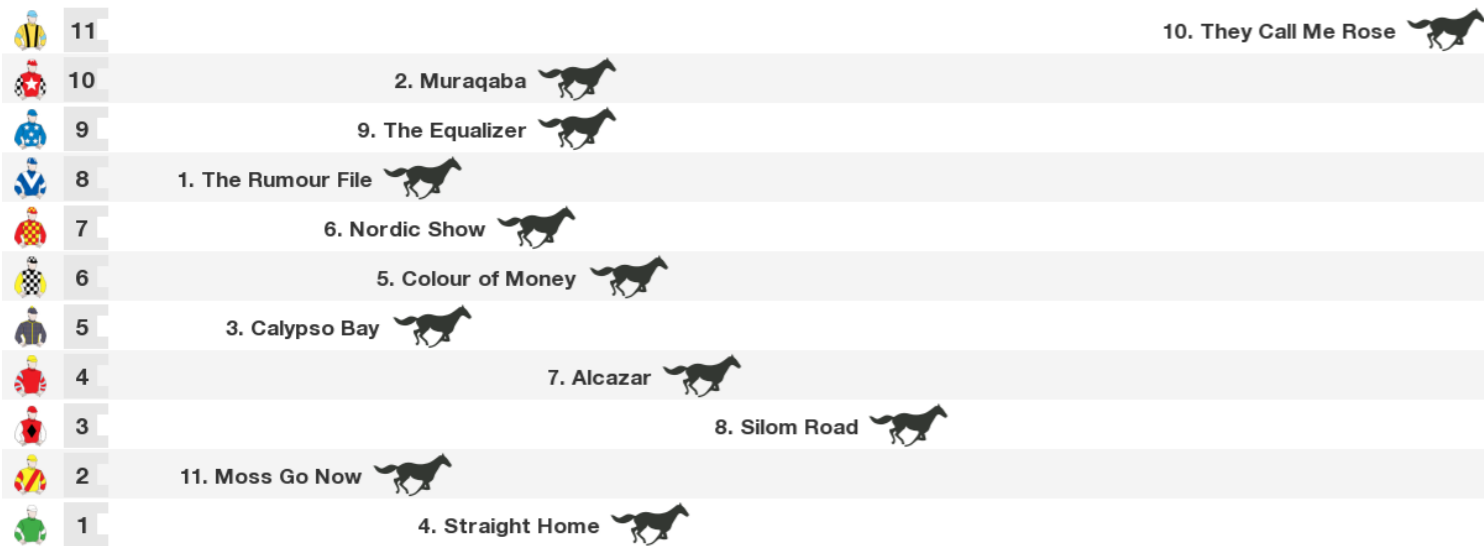 11 10. They Call Me Rose
10 2. Muraqaba
9 9. The Equalizer
8 1. The Rumour File
7 6. Nordic Show
6 5. Colour of Money
5 3. Calypso Bay
4 7. Alcazar
3 8. Silom Road
2 11. Moss Go Now
1 4. Straight Home